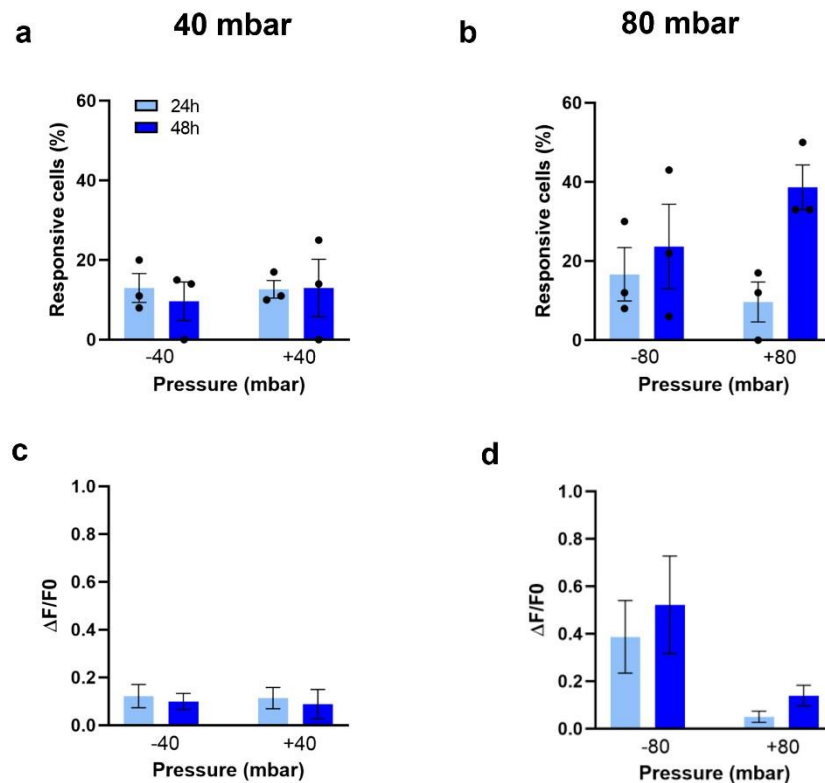 a
40 mbar
b
80 mbar
Responsive cells (%)
60
40
20
0
24h
48h
-40
+40
Pressure (mbar)
Responsive cells (%)
60
40
20
0
-80
+80
Pressure (mbar)
c
ΔF/F0
1.0
0.8
0.6
0.4
0.2
0.0
-40
+40
Pressure (mbar)
d
ΔF/F0
1.0
0.8
0.6
0.4
0.2
0.0
-80
+80
Pressure (mbar)